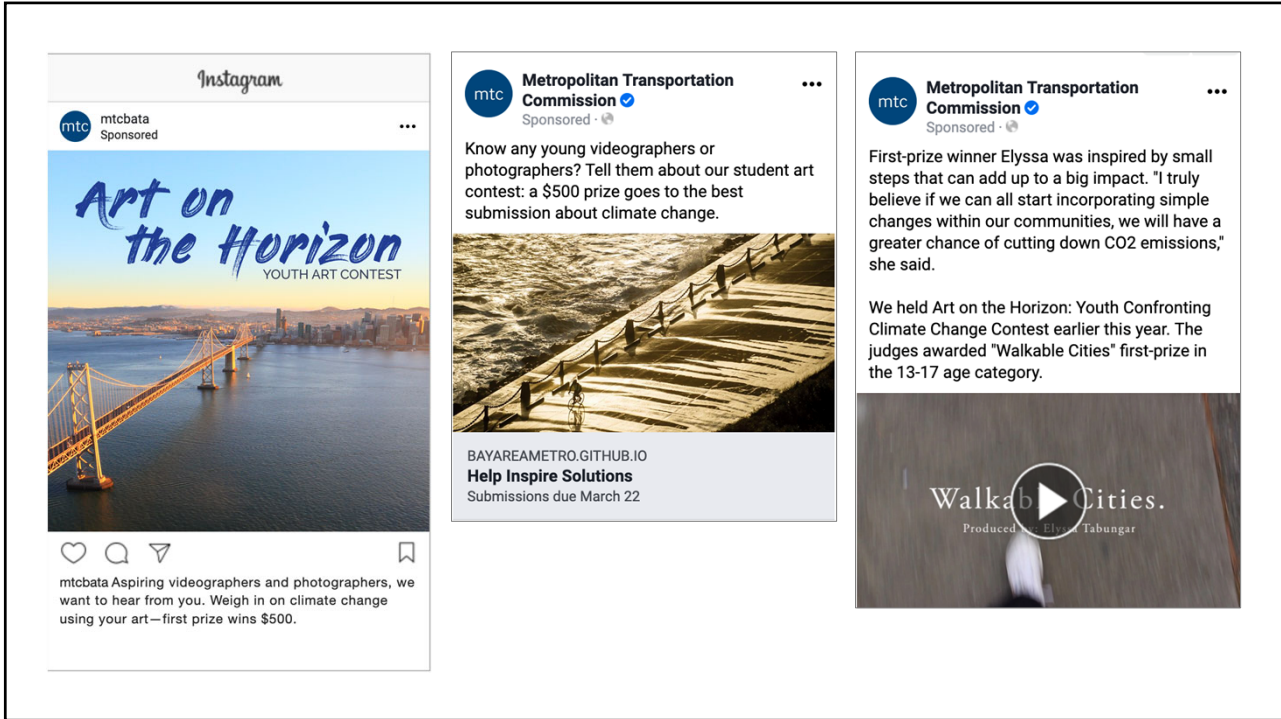 Instagram
mtc
mtcbata
Sponsored
Art on
the Horizon
YOUTH ART CONTEST
mtcbata Aspiring videographers and photographers, we
want to hear from you. Weigh in on climate change
using your art—first prize wins $500.
mtc
Metropolitan Transportation
Commission
Sponsored ·
Know any young videographers or
photographers? Tell them about our student art
contest: a $500 prize goes to the best
submission about climate change.
BAYAREAMETRO.GITHUB.IO
Help Inspire Solutions
Submissions due March 22
mtc
Metropolitan Transportation
Commission
Sponsored ·
First-prize winner Elyssa was inspired by small
steps that can add up to a big impact. "I truly
believe if we can all start incorporating simple
changes within our communities, we will have a
greater chance of cutting down CO2 emissions,"
she said.
We held Art on the Horizon: Youth Confronting
Climate Change Contest earlier this year. The
judges awarded "Walkable Cities" first-prize in
the 13-17 age category.
Walkable Cities.
Produced by: Elyssa Tabungar